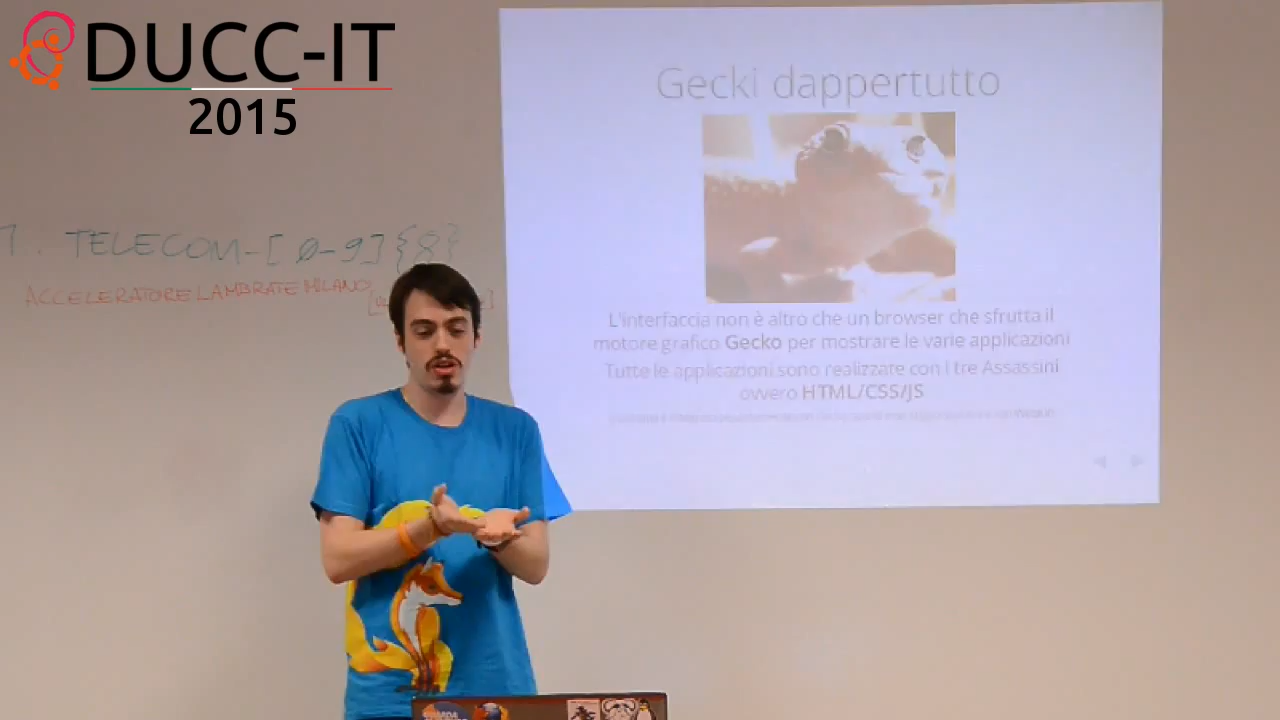 DUCC-IT
2015
TELECOM-[0-9]{8}
ACCELERATORE LAMBRATE MILANO
Gecki dappertutto
L'interfaccia non è altro che un browser che sfrutta il
motore grafico Gecko per mostrare le varie applicazioni
Tutte le applicazioni sono realizzate con i tre Assassini
ovvero HTML/CSS/JS